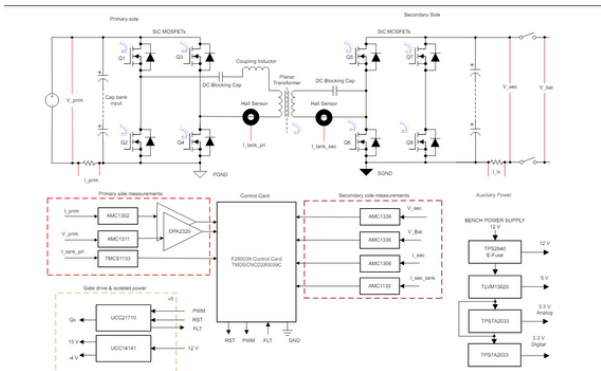 Primary side
Secondary Side
SiC MOSFETs
SiC MOSFETs
Q1
Q3
Coupling Inductor
Q5
Q7
DC Blocking Cap
Planar
Transformer
DC Blocking Cap
V_prim
Cap bank
input
Hall Sensor
Hall Sensor
V_sec
V_bat
Q2
Q4
I_tank_pri
I_tank_sec
Q6
Q8
I_prim
PGND
SGND
I_lv
Primary side measurements
Control Card
Secondary side measurements
Auxiliary Power
I_prim
AMC1302
OPA2320
V_prim
AMC1311
I_tank_pri
TMCS1133
F280039 Control Card
TMDSCNCD280039C
AMC1336
V_sec
AMC1336
V_Bat
AMC1306
I_sec
AMC1133
I_sec_tank
BENCH POWER SUPPLY
12 V
TPS2640
E-Fuse
12 V
TLVM13620
5 V
TPS7A2033
3.3 V
Analog
TPS7A2033
3.3 V
Digital
Gate drive & isolated power
x8
Qx
UCC21710
PWM
RST
FLT
15 V
-4 V
UCC14141
12 V
RST
PWM
FLT
GND